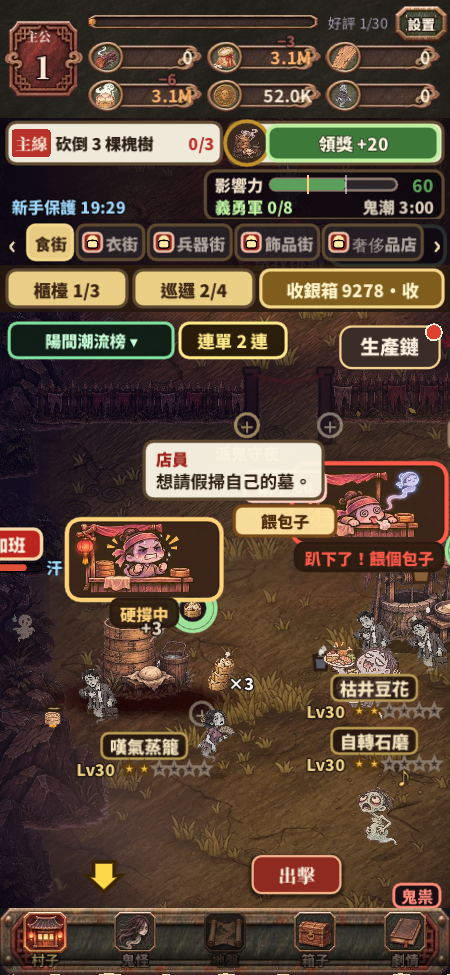 主公
1
好評 1/30
設置
0
-3
3.1M
0
-6
3.1M
52.0K
0
主線 砍倒 3 棵槐樹 0/3
領獎 +20
影響力 60
新手保護 19:29
義勇軍 0/8 鬼潮 3:00
‹ 食街 衣街 兵器街 飾品街 奢侈品店 ›
櫃檯 1/3
巡邏 2/4
收銀箱 9278・收
陽間潮流榜 ▾
連單 2 連
生產鏈
店員
想請假掃自己的墓。
餵包子
加班
汗
趴下了！餵個包子
硬撐中
+3
×3
枯井豆花
Lv30
嘆氣蒸籠
Lv30
自轉石磨
Lv30
出擊
鬼祟
村子
鬼怪
地盤
箱子
劇情